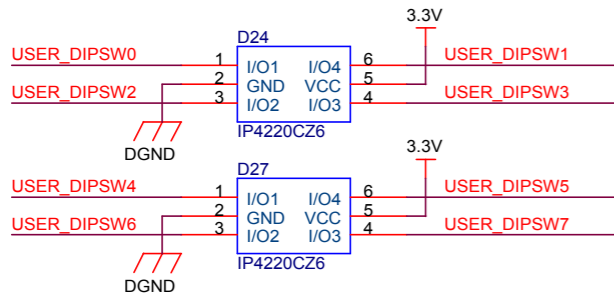 3.3V
D24
USER_DIPSW0 1 I/O1 I/O4 6 USER_DIPSW1
2 GND VCC 5
USER_DIPSW2 3 I/O2 I/O3 4 USER_DIPSW3
IP4220CZ6
DGND
3.3V
D27
USER_DIPSW4 1 I/O1 I/O4 6 USER_DIPSW5
2 GND VCC 5
USER_DIPSW6 3 I/O2 I/O3 4 USER_DIPSW7
IP4220CZ6
DGND